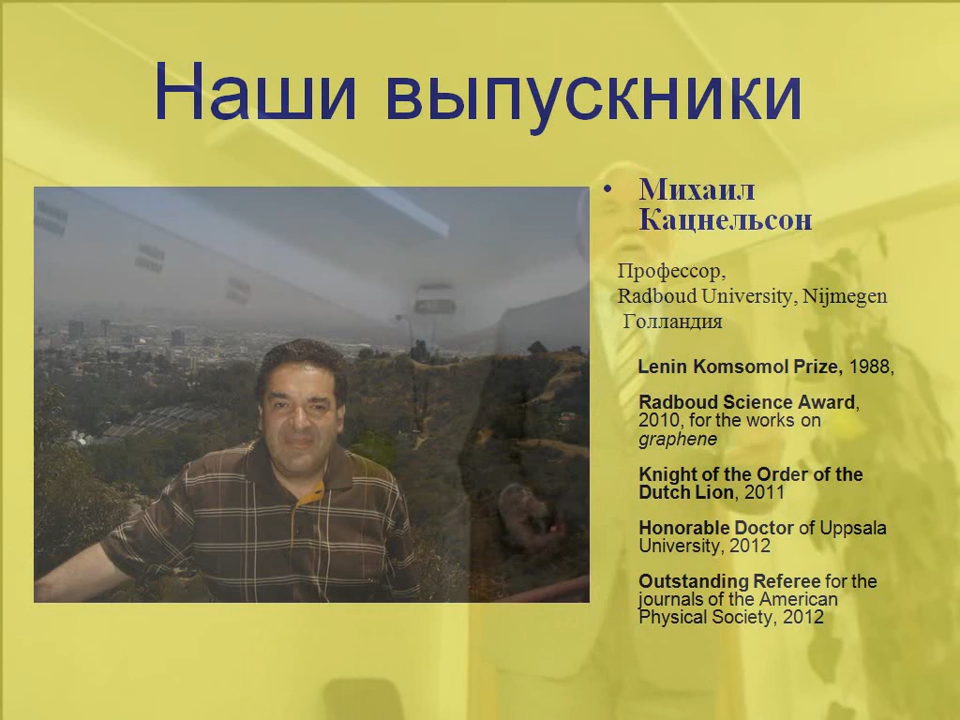 Наши выпускники
• Михаил
Кацнельсон
Профессор,
Radboud University, Nijmegen
Голландия
Lenin Komsomol Prize, 1988,
Radboud Science Award,
2010, for the works on
graphene
Knight of the Order of the
Dutch Lion, 2011
Honorable Doctor of Uppsala
University, 2012
Outstanding Referee for the
journals of the American
Physical Society, 2012